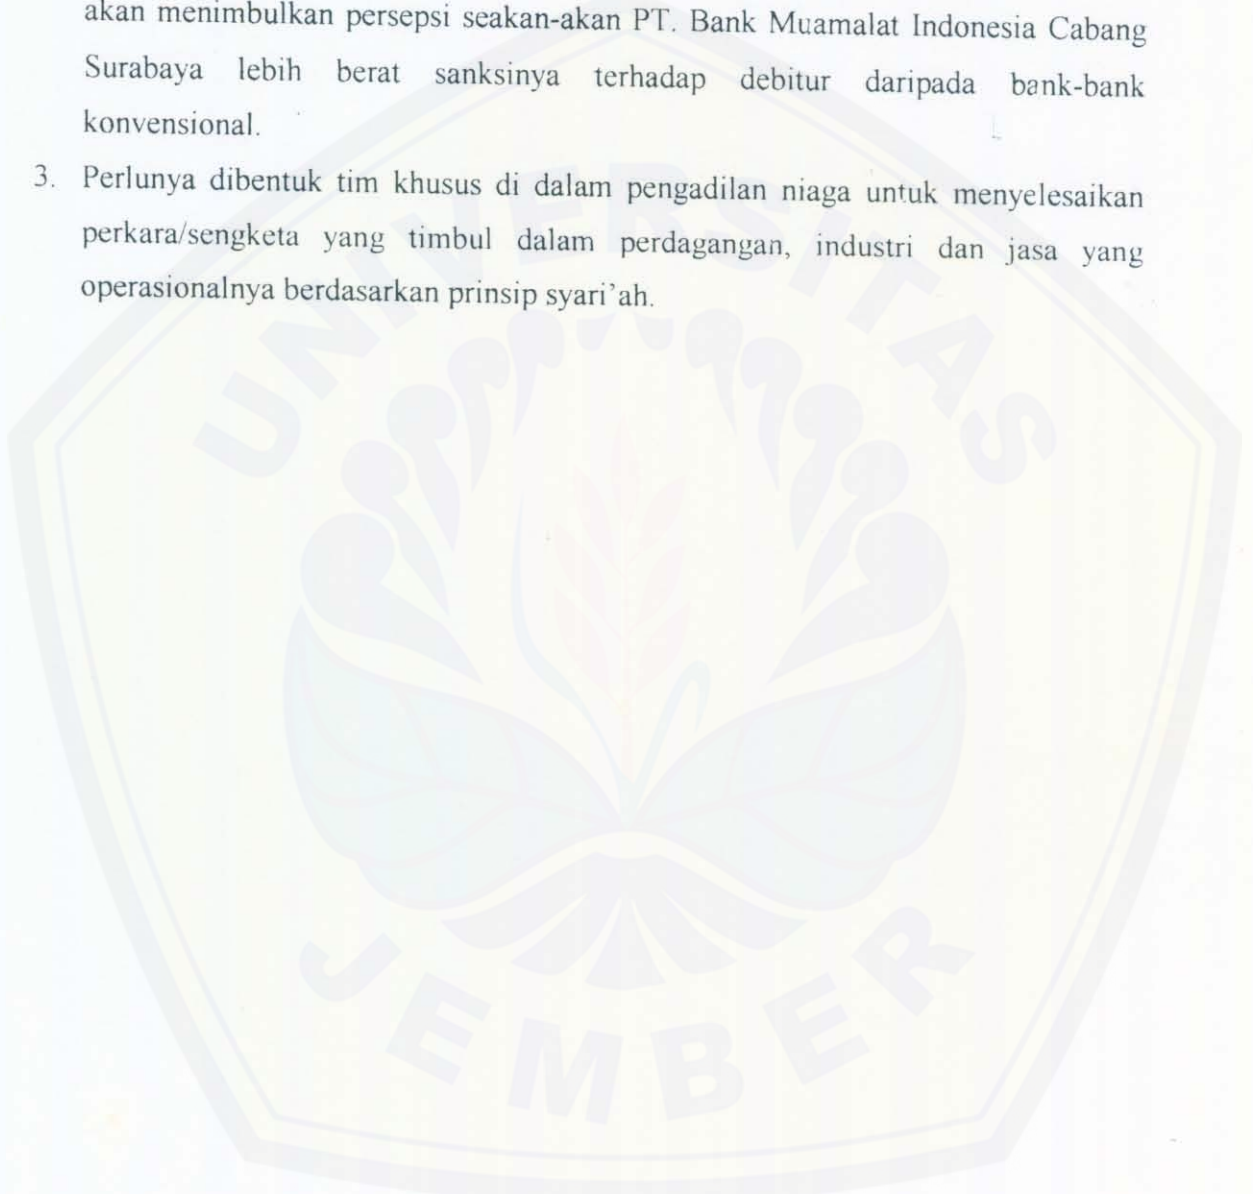 akan menimbulkan persepsi seakan-akan PT. Bank Muamalat Indonesia Cabang
Surabaya lebih berat sanksinya terhadap debitur daripada bank-bank
konvensional.
3. Perlunya dibentuk tim khusus di dalam pengadilan niaga untuk menyelesaikan
perkara/sengketa yang timbul dalam perdagangan, industri dan jasa yang
operasionalnya berdasarkan prinsip syari'ah.
UNIVERSITAS
JEMBER